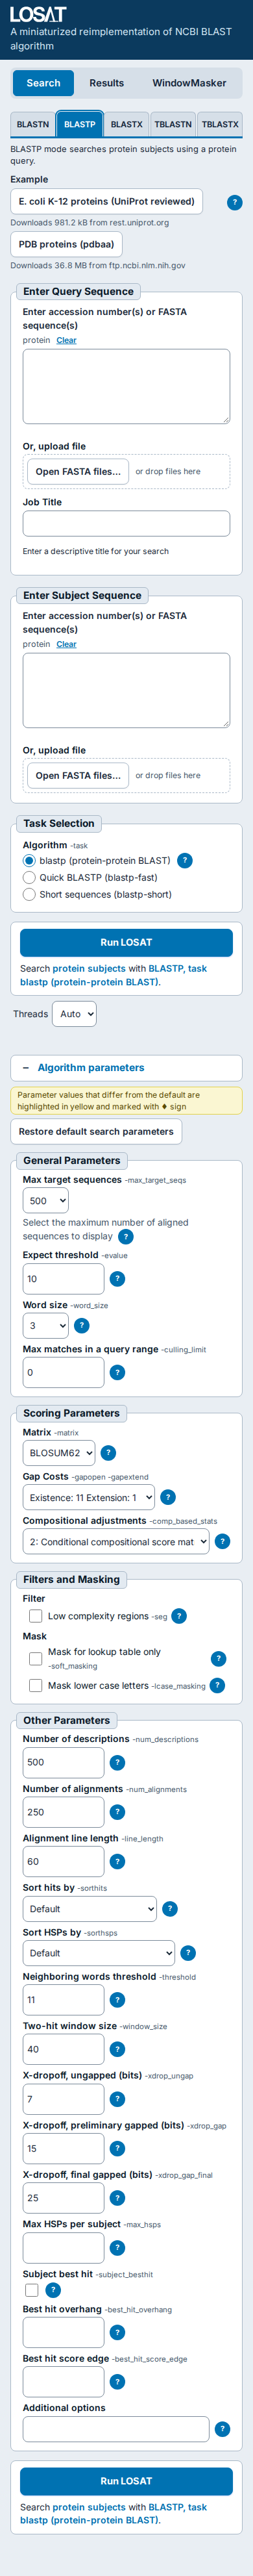 LOSAT
A miniaturized reimplementation of NCBI BLAST
algorithm
Search Results WindowMasker
BLASTN BLASTP BLASTX TBLASTN TBLASTX
BLASTP mode searches protein subjects using a protein
query.
Example
E. coli K-12 proteins (UniProt reviewed) ?
Downloads 981.2 kB from rest.uniprot.org
PDB proteins (pdbaa)
Downloads 36.8 MB from ftp.ncbi.nlm.nih.gov
Enter Query Sequence
Enter accession number(s) or FASTA
sequence(s)
protein Clear
Or, upload file
Open FASTA files... or drop files here
Job Title
Enter a descriptive title for your search
Enter Subject Sequence
Enter accession number(s) or FASTA
sequence(s)
protein Clear
Or, upload file
Open FASTA files... or drop files here
Task Selection
Algorithm -task
blastp (protein-protein BLAST) ?
Quick BLASTP (blastp-fast)
Short sequences (blastp-short)
Run LOSAT
Search protein subjects with BLASTP, task
blastp (protein-protein BLAST).
Threads Auto
− Algorithm parameters
Parameter values that differ from the default are
highlighted in yellow and marked with ♦ sign
Restore default search parameters
General Parameters
Max target sequences -max_target_seqs
500
Select the maximum number of aligned
sequences to display ?
Expect threshold -evalue
10 ?
Word size -word_size
3 ?
Max matches in a query range -culling_limit
0 ?
Scoring Parameters
Matrix -matrix
BLOSUM62 ?
Gap Costs -gapopen -gapextend
Existence: 11 Extension: 1 ?
Compositional adjustments -comp_based_stats
2: Conditional compositional score mat ?
Filters and Masking
Filter
Low complexity regions -seg ?
Mask
Mask for lookup table only
-soft_masking ?
Mask lower case letters -lcase_masking ?
Other Parameters
Number of descriptions -num_descriptions
500 ?
Number of alignments -num_alignments
250 ?
Alignment line length -line_length
60 ?
Sort hits by -sorthits
Default ?
Sort HSPs by -sorthsps
Default ?
Neighboring words threshold -threshold
11 ?
Two-hit window size -window_size
40 ?
X-dropoff, ungapped (bits) -xdrop_ungap
7 ?
X-dropoff, preliminary gapped (bits) -xdrop_gap
15 ?
X-dropoff, final gapped (bits) -xdrop_gap_final
25 ?
Max HSPs per subject -max_hsps
?
Subject best hit -subject_besthit
?
Best hit overhang -best_hit_overhang
?
Best hit score edge -best_hit_score_edge
?
Additional options
?
Run LOSAT
Search protein subjects with BLASTP, task
blastp (protein-protein BLAST).